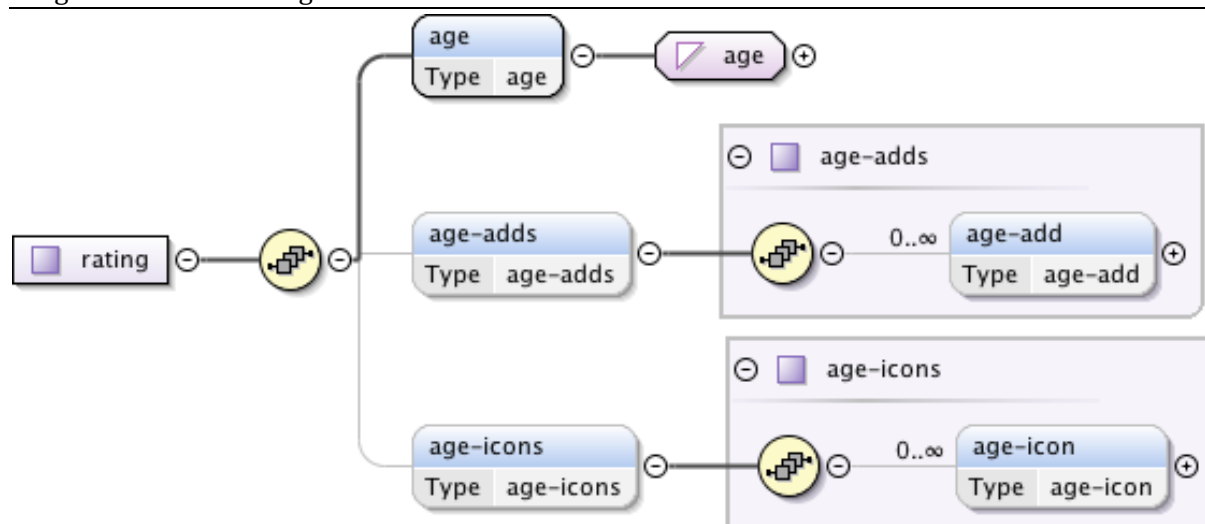 age
Type age
age
age-adds
age-adds
Type age-adds
0..∞
age-add
Type age-add
rating
age-icons
age-icons
Type age-icons
0..∞
age-icon
Type age-icon